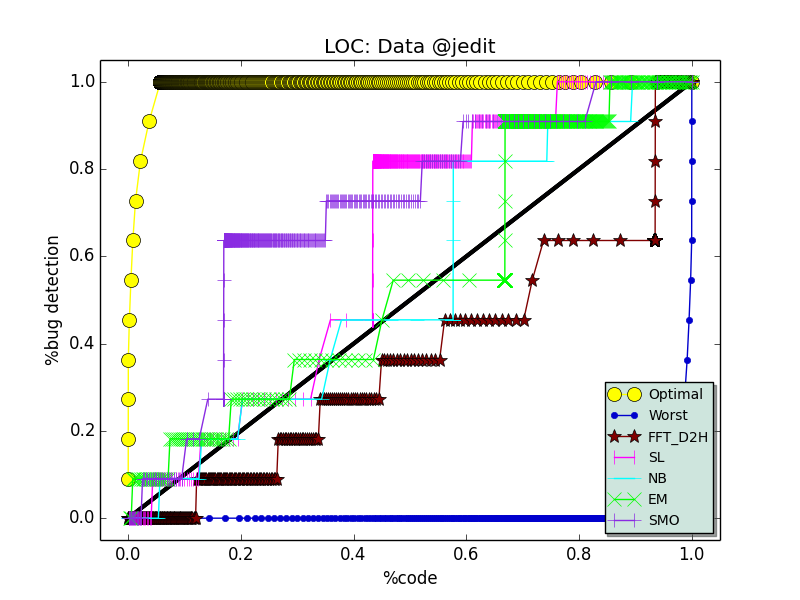 LOC: Data @jedit
1.0
0.8
0.6
0.4
0.2
0.0
%bug detection
0.0 0.2 0.4 0.6 0.8 1.0
%code
Optimal
Worst
FFT_D2H
SL
NB
EM
SMO